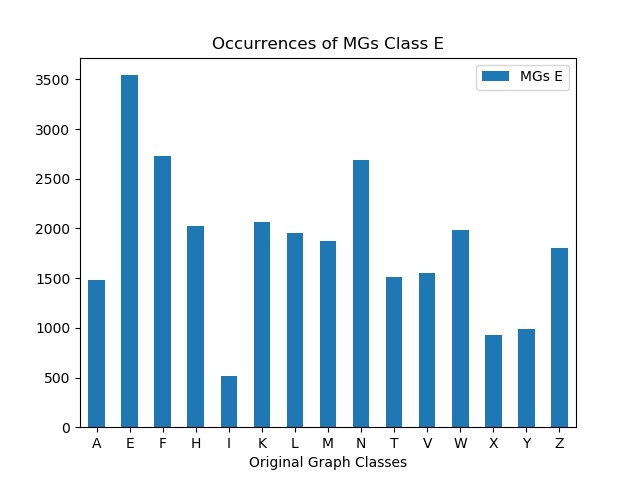 Occurrences of MGs Class E
MGs E
3500
3000
2500
2000
1500
1000
500
0
A E F H I K L M N T V W X Y Z
Original Graph Classes